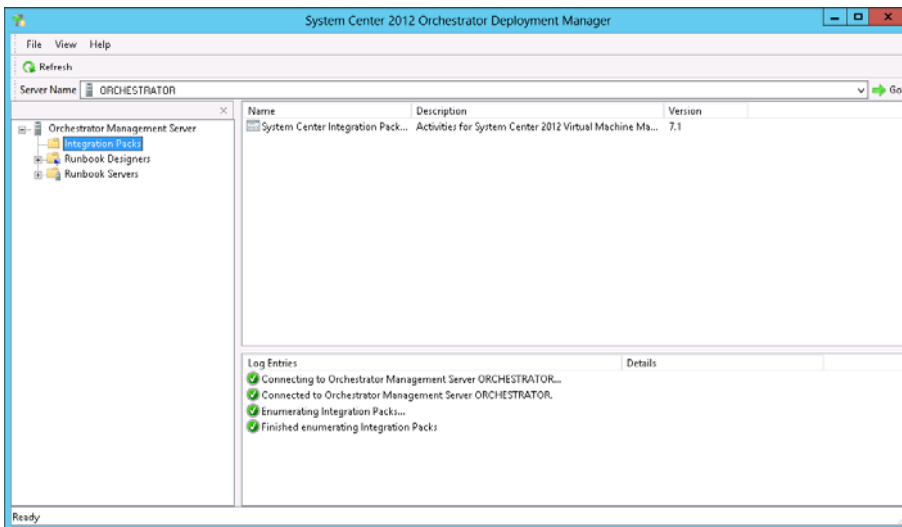 System Center 2012 Orchestrator Deployment Manager
File View Help
Refresh
Server Name ORCHESTRATOR Go
Orchestrator Management Server
Integration Packs
Runbook Designers
Runbook Servers
Name Description Version
System Center Integration Pack... Activities for System Center 2012 Virtual Machine Ma... 7.1
Log Entries Details
Connecting to Orchestrator Management Server ORCHESTRATOR...
Connected to Orchestrator Management Server ORCHESTRATOR.
Enumerating Integration Packs...
Finished enumerating Integration Packs
Ready